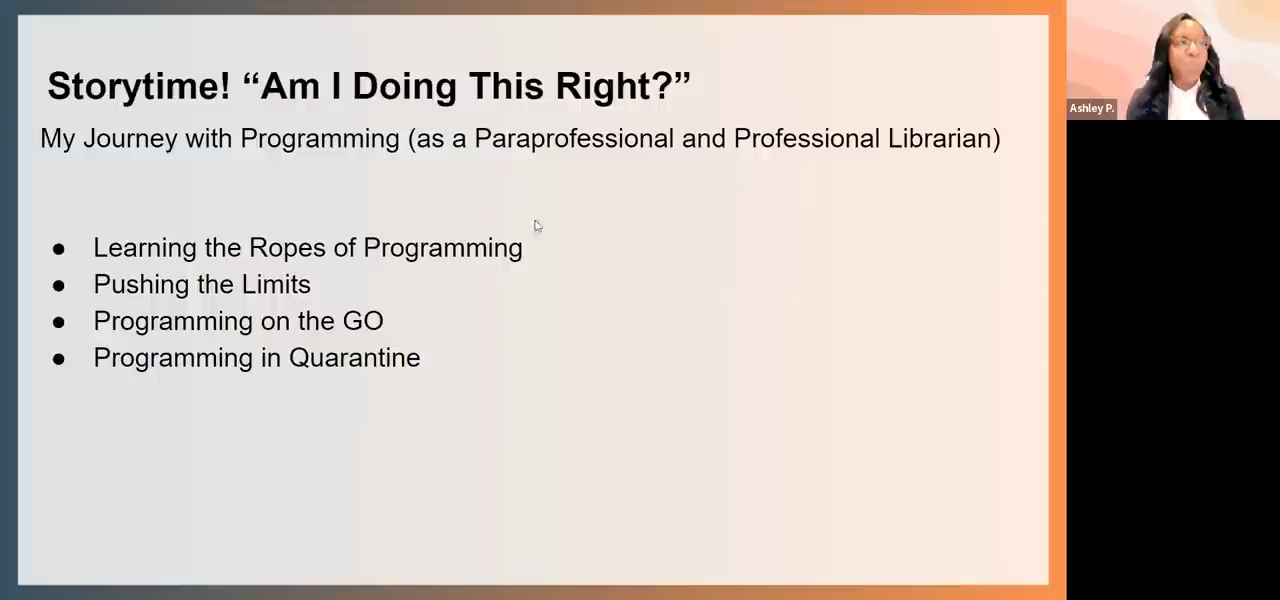 Storytime! “Am I Doing This Right?”
My Journey with Programming (as a Paraprofessional and Professional Librarian)
● Learning the Ropes of Programming
● Pushing the Limits
● Programming on the GO
● Programming in Quarantine
Ashley P.